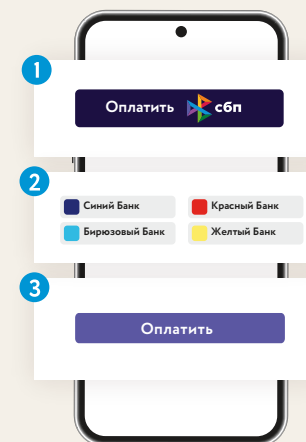 1
Оплатить сбп
2
Синий Банк Красный Банк
Бирюзовый Банк Желтый Банк
3
Оплатить